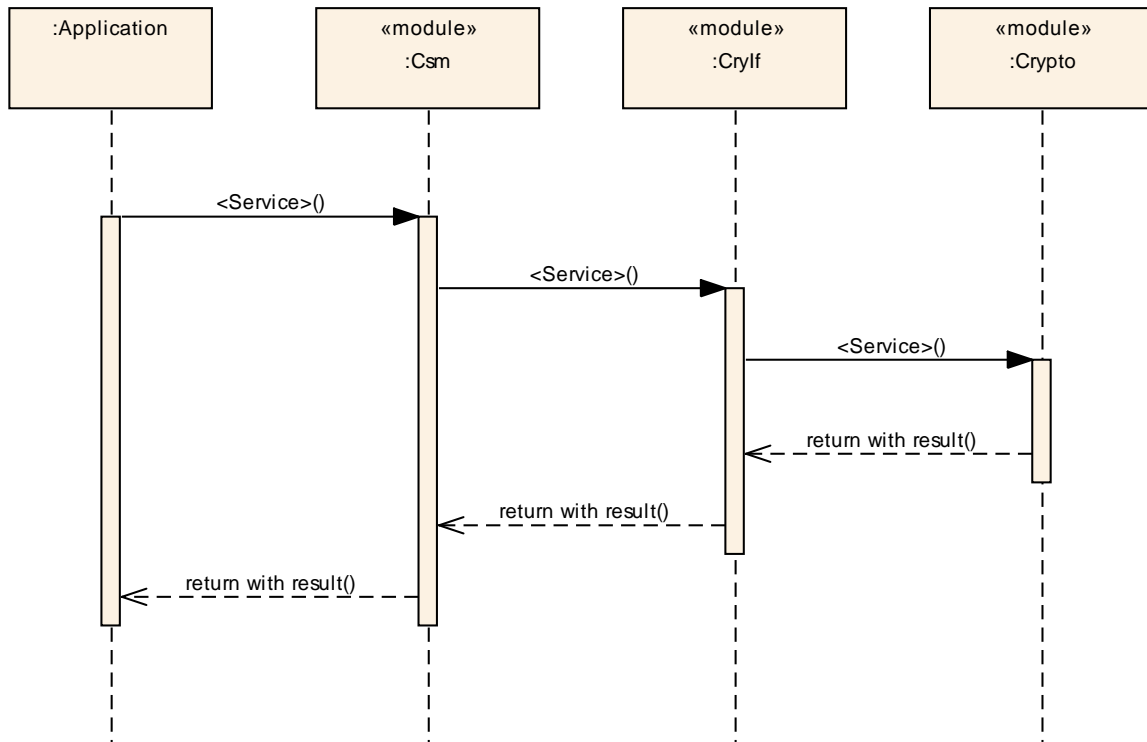 :Application
«module»
:Csm
«module»
:CryIf
«module»
:Crypto
<Service>()
<Service>()
<Service>()
return with result()
return with result()
return with result()